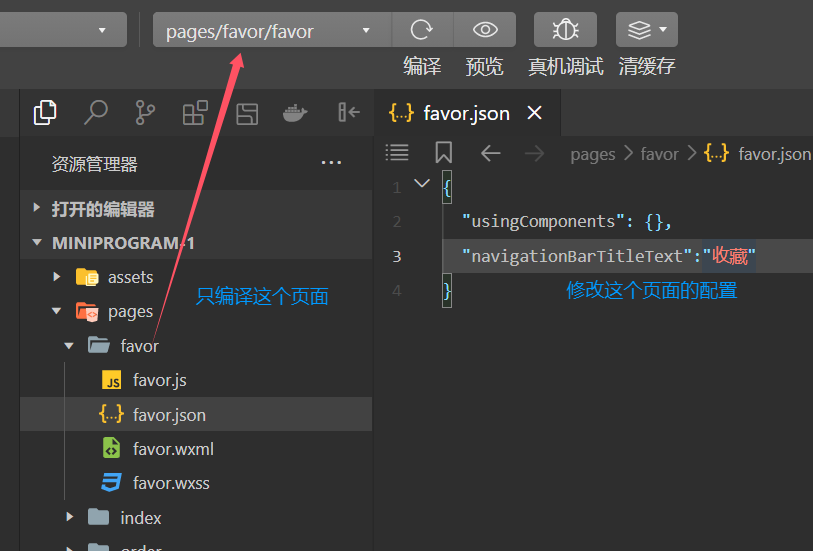 pages/favor/favor
编译
预览
真机调试
清缓存
资源管理器
打开的编辑器
MINIPROGRAM-1
assets
pages
只编译这个页面
favor
JS favor.js
{..} favor.json
favor.wxml
favor.wxss
index
order
{..} favor.json
pages > favor > {..} favor.json
1 {
2 "usingComponents": {},
3 "navigationBarTitleText":"收藏"
4 }
修改这个页面的配置